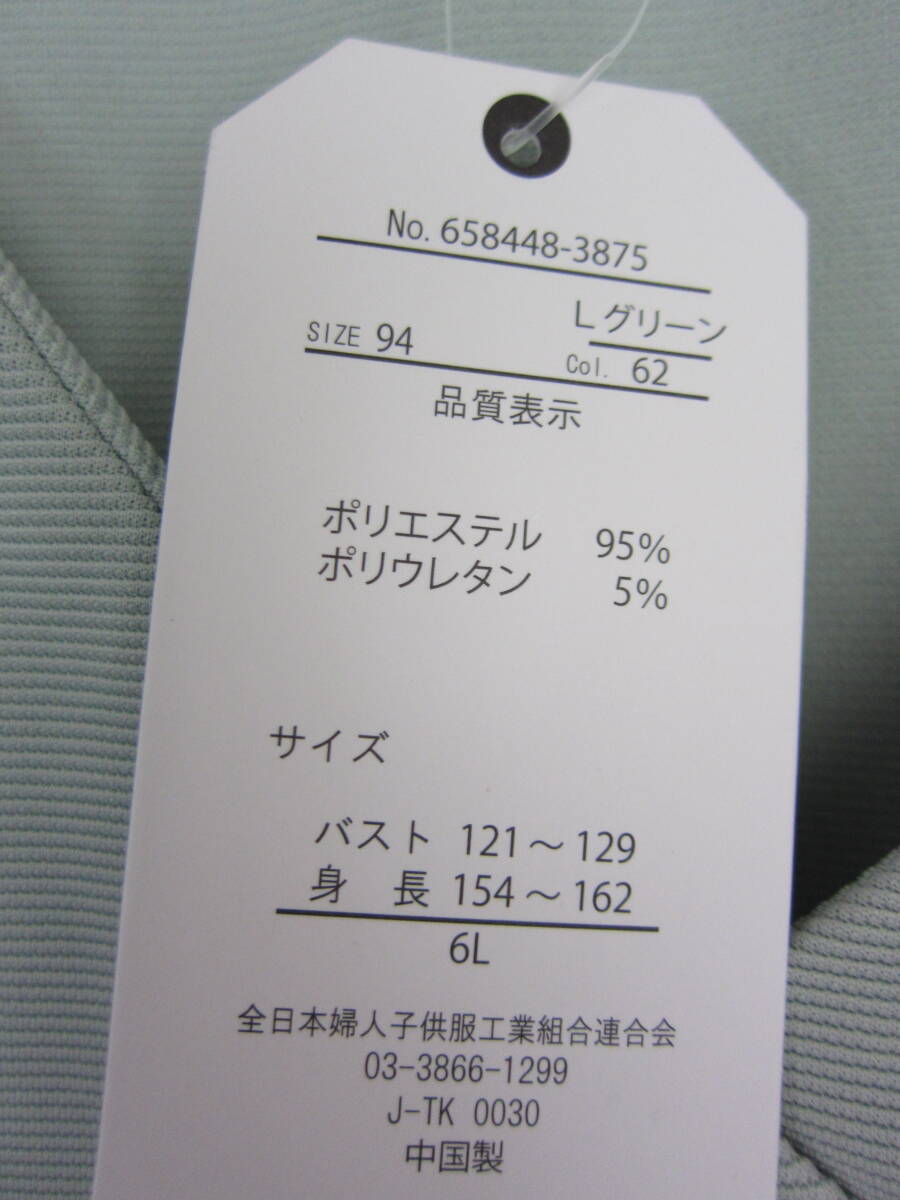 No. 658448-3875
Lグリーン
SIZE 94 Col. 62
品質表示
ポリエステル 95%
ポリウレタン 5%
サイズ
バスト 121～129
身 長 154～162
6L
全日本婦人子供服工業組合連合会
03-3866-1299
J-TK 0030
中国製